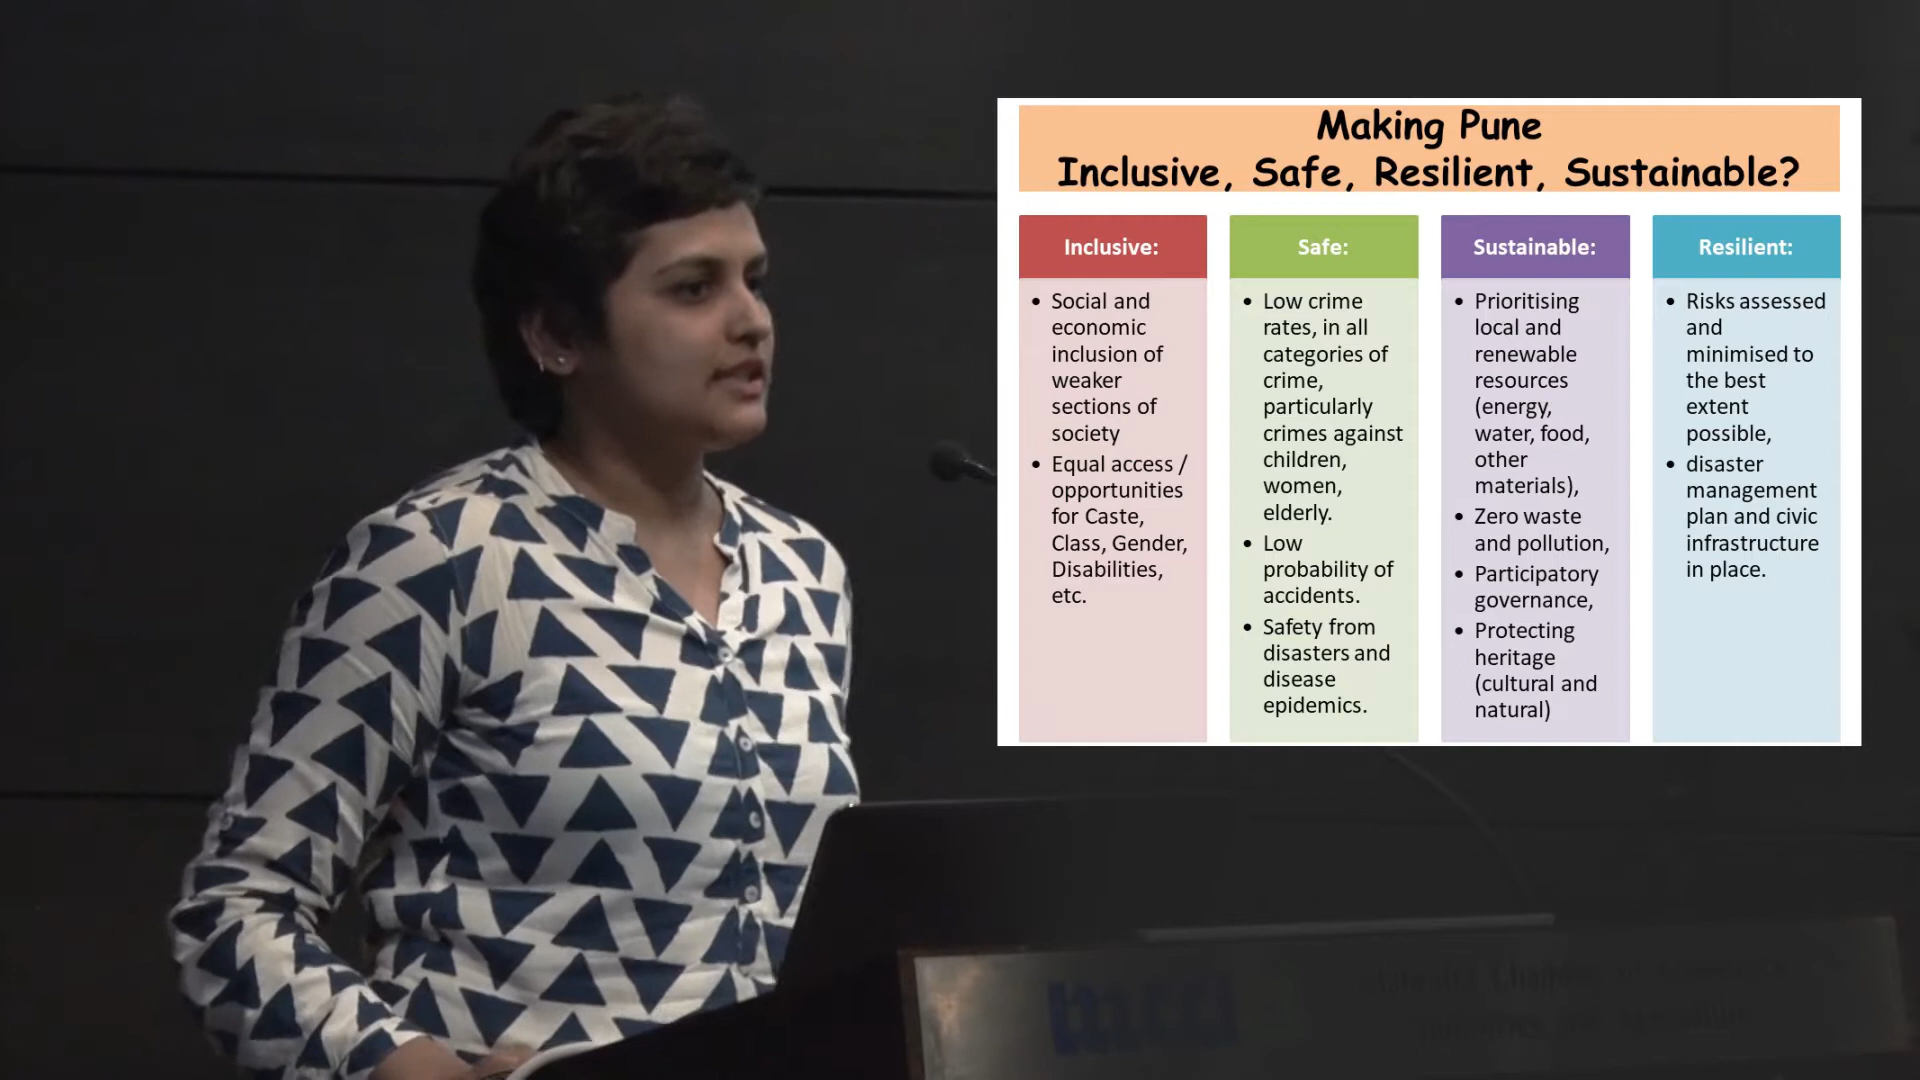 Making Pune
Inclusive, Safe, Resilient, Sustainable?
Inclusive:
• Social and
economic
inclusion of
weaker
sections of
society
• Equal access /
opportunities
for Caste,
Class, Gender,
Disabilities,
etc.
Safe:
• Low crime
rates, in all
categories of
crime,
particularly
crimes against
children,
women,
elderly.
• Low
probability of
accidents.
• Safety from
disasters and
disease
epidemics.
Sustainable:
• Prioritising
local and
renewable
resources
(energy,
water, food,
other
materials),
• Zero waste
and pollution,
• Participatory
governance,
• Protecting
heritage
(cultural and
natural)
Resilient:
• Risks assessed
and
minimised to
the best
extent
possible,
• disaster
management
plan and civic
infrastructure
in place.